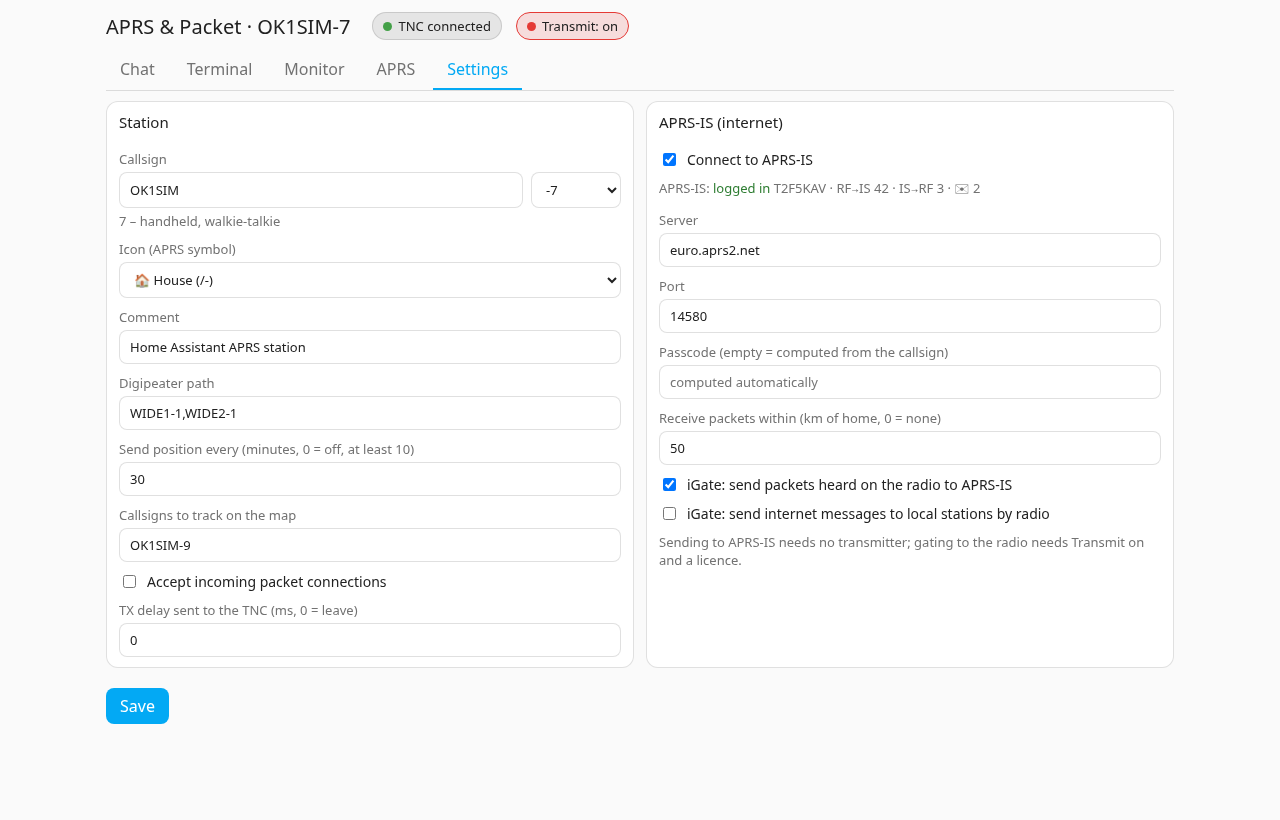 APRS & Packet · OK1SIM-7
TNC connected
Transmit: on
Chat
Terminal
Monitor
APRS
Settings
Station
Callsign
OK1SIM
-7
7 – handheld, walkie-talkie
Icon (APRS symbol)
🏠 House (/-)
Comment
Home Assistant APRS station
Digipeater path
WIDE1-1,WIDE2-1
Send position every (minutes, 0 = off, at least 10)
30
Callsigns to track on the map
OK1SIM-9
Accept incoming packet connections
TX delay sent to the TNC (ms, 0 = leave)
0
APRS-IS (internet)
Connect to APRS-IS
APRS-IS: logged in T2F5KAV · RF→IS 42 · IS→RF 3 · ✉ 2
Server
euro.aprs2.net
Port
14580
Passcode (empty = computed from the callsign)
computed automatically
Receive packets within (km of home, 0 = none)
50
iGate: send packets heard on the radio to APRS-IS
iGate: send internet messages to local stations by radio
Sending to APRS-IS needs no transmitter; gating to the radio needs Transmit on
and a licence.
Save